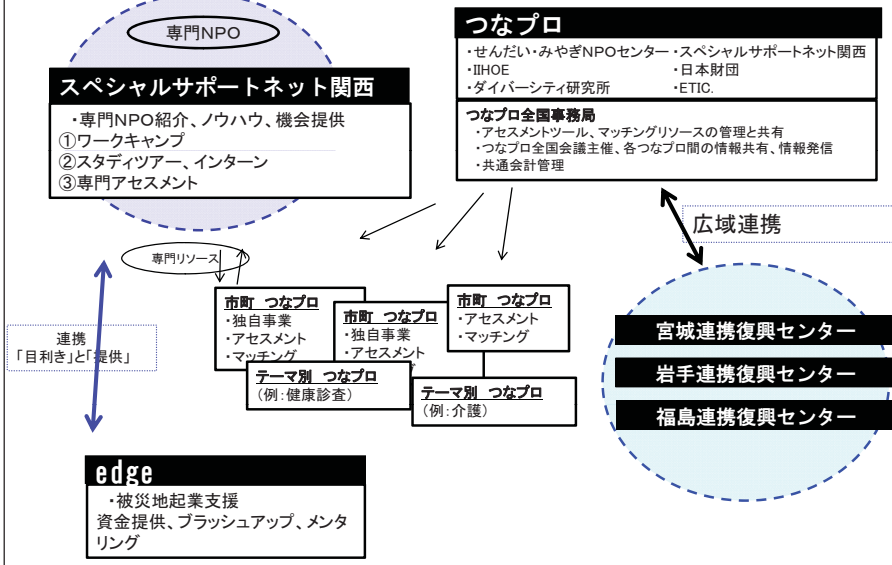 専門NPO
スペシャルサポートネット関西
・専門NPO紹介、ノウハウ、機会提供
①ワークキャンプ
②スタディツアー、インターン
③専門アセスメント
つなプロ
・せんだい・みやぎNPOセンター ・スペシャルサポートネット関西
・IIHOE ・日本財団
・ダイバーシティ研究所 ・ETIC.
つなプロ全国事務局
・アセスメントツール、マッチングリソースの管理と共有
・つなプロ全国会議主催、各つなプロ間の情報共有、情報発信
・共通会計管理
広域連携
専門リソース
市町 つなプロ
・独自事業
・アセスメント
・マッチング
市町 つなプロ
・独自事業
・アセスメント
市町 つなプロ
・アセスメント
・マッチング
テーマ別 つなプロ
(例:健康診査)
テーマ別 つなプロ
(例:介護)
連携
「目利き」と「提供」
宮城連携復興センター
岩手連携復興センター
福島連携復興センター
edge
・被災地起業支援
資金提供、ブラッシュアップ、メンタ
リング